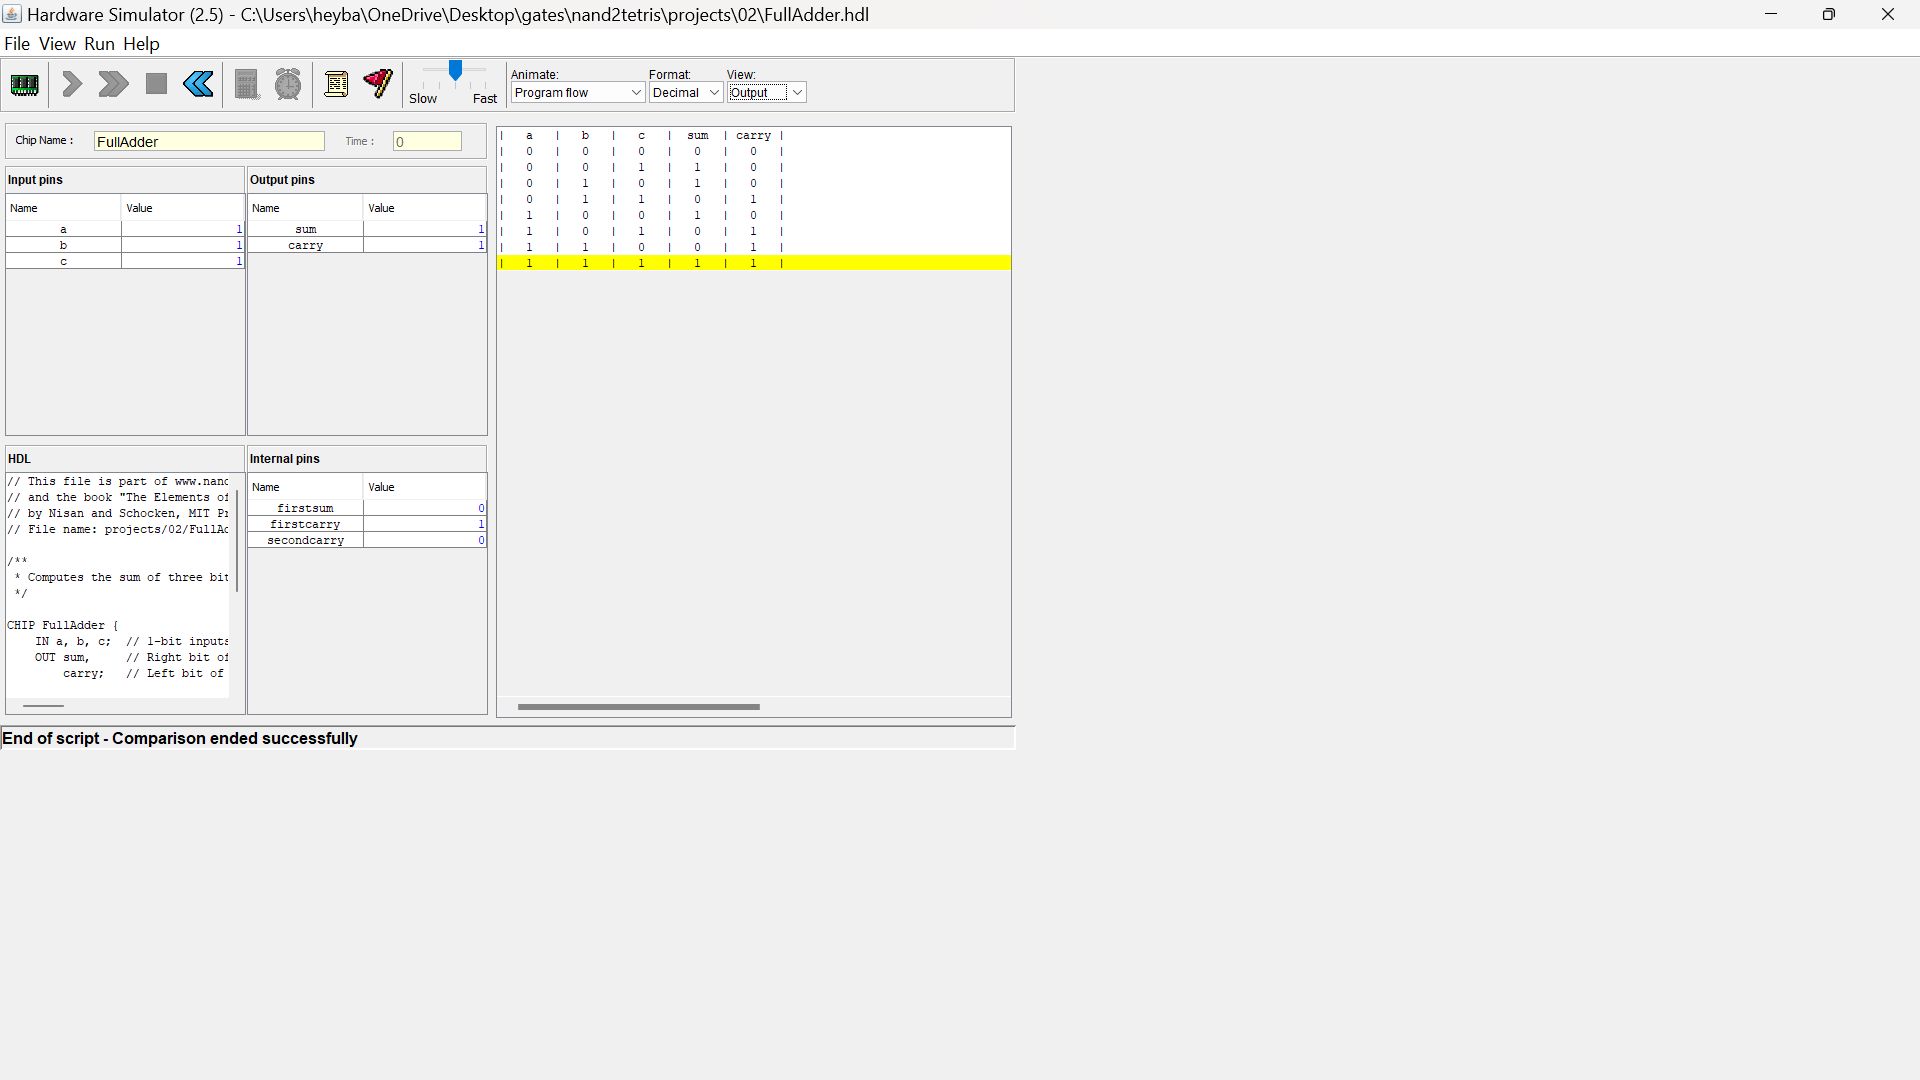 Hardware Simulator (2.5) - C:\Users\heyba\OneDrive\Desktop\gates\nand2tetris\projects\02\FullAdder.hdl
File View Run Help
Slow Fast
Animate: Format: View:
Program flow Decimal Output
Chip Name : FullAdder Time : 0
Input pins
Name Value
a 1
b 1
c 1
Output pins
Name Value
sum 1
carry 1
| a | b | c | sum | carry |
| 0 | 0 | 0 | 0 | 0 |
| 0 | 0 | 1 | 1 | 0 |
| 0 | 1 | 0 | 1 | 0 |
| 0 | 1 | 1 | 0 | 1 |
| 1 | 0 | 0 | 1 | 0 |
| 1 | 0 | 1 | 0 | 1 |
| 1 | 1 | 0 | 0 | 1 |
| 1 | 1 | 1 | 1 | 1 |
HDL
// This file is part of www.nand
// and the book "The Elements of
// by Nisan and Schocken, MIT Pr
// File name: projects/02/FullAd
/**
* Computes the sum of three bit
*/
CHIP FullAdder {
IN a, b, c; // 1-bit inputs
OUT sum, // Right bit of
carry; // Left bit of
Internal pins
Name Value
firstsum 0
firstcarry 1
secondcarry 0
End of script - Comparison ended successfully